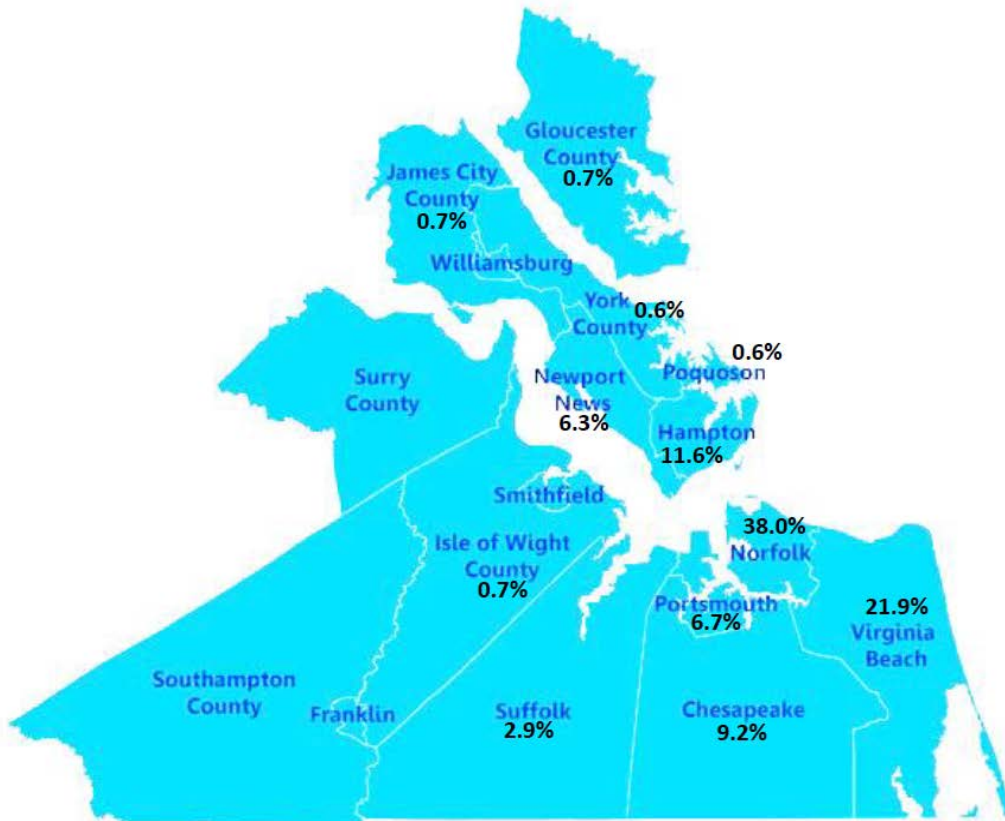 Gloucester
County
0.7%
James City
County
0.7%
Williamsburg
York
County
0.6%
0.6%
Poquoson
Surry
County
Newport
News
6.3%
Hampton
11.6%
Smithfield
38.0%
Norfolk
Isle of Wight
County
0.7%
Portsmouth
6.7%
21.9%
Virginia
Beach
Southampton
County
Franklin
Suffolk
2.9%
Chesapeake
9.2%